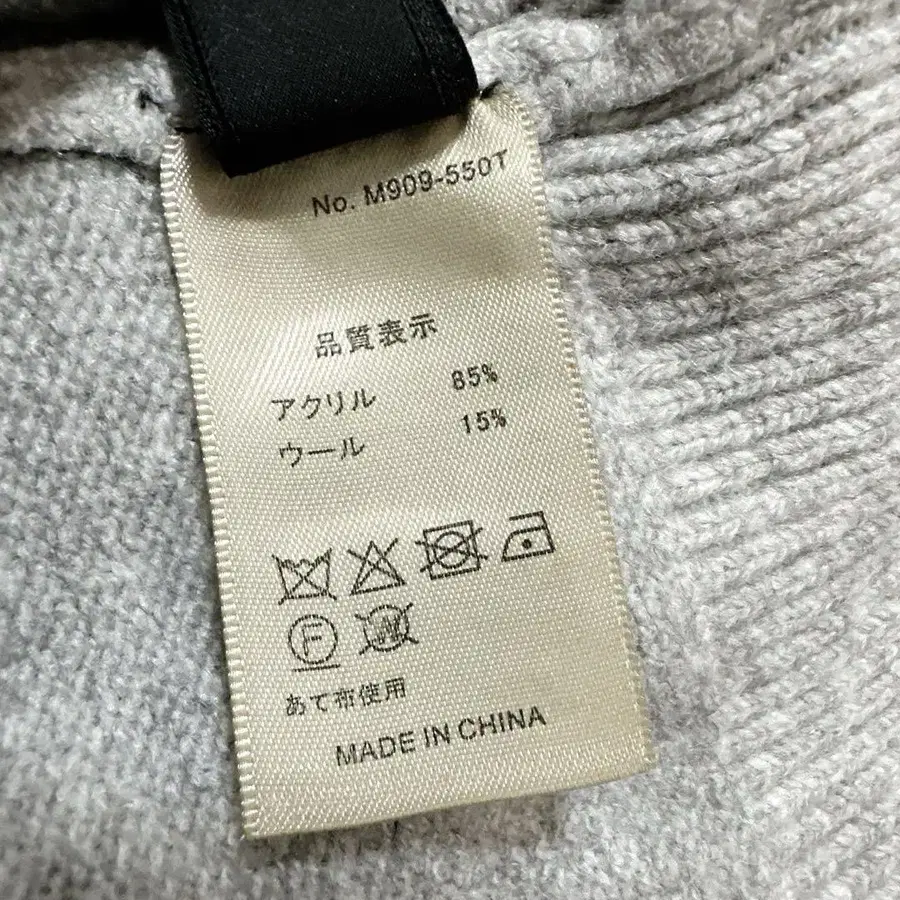 No. M909-550T
品質表示
アクリル 85%
ウール 15%
F
W
あて布使用
MADE IN CHINA